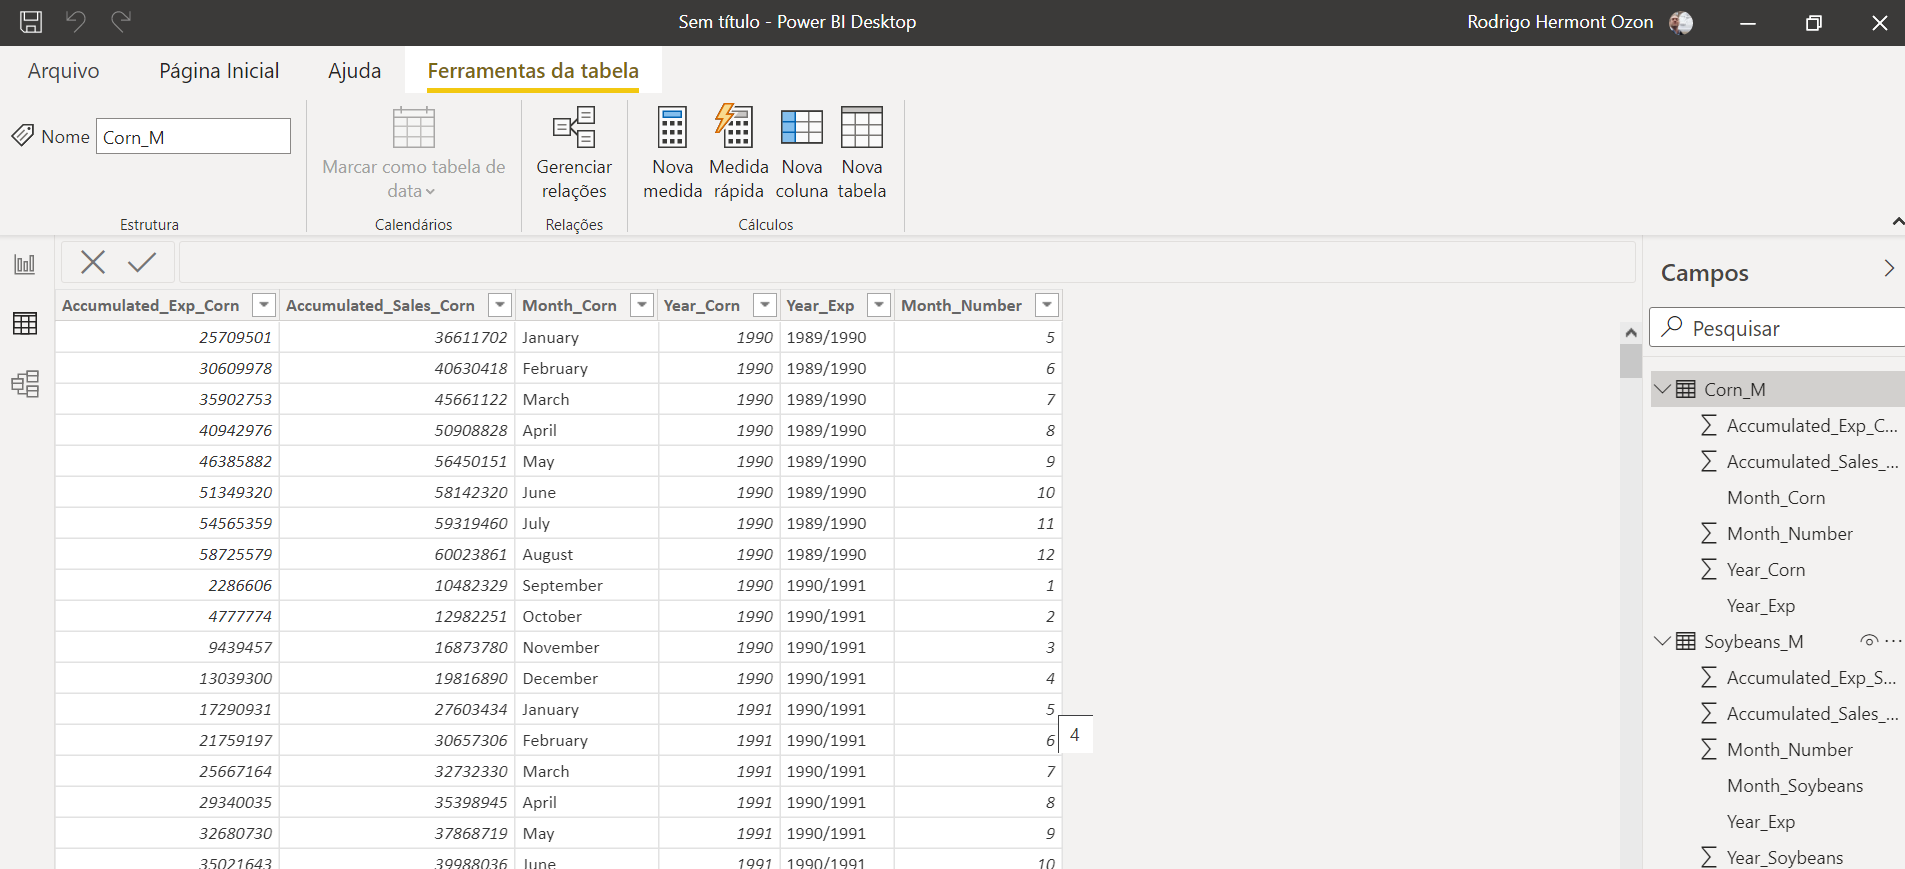 Sem título - Power BI Desktop
Rodrigo Hermont Ozon
Arquivo
Página Inicial
Ajuda
Ferramentas da tabela
Nome
Corn_M
Marcar como tabela de
data
Gerenciar
relações
Nova
medida
Medida
rápida
Nova
coluna
Nova
tabela
Estrutura
Calendários
Relações
Cálculos
Accumulated_Exp_Corn Accumulated_Sales_Corn Month_Corn Year_Corn Year_Exp Month_Number
25709501 36611702 January 1990 1989/1990 5
30609978 40630418 February 1990 1989/1990 6
35902753 45661122 March 1990 1989/1990 7
40942976 50908828 April 1990 1989/1990 8
46385882 56450151 May 1990 1989/1990 9
51349320 58142320 June 1990 1989/1990 10
54565359 59319460 July 1990 1989/1990 11
58725579 60023861 August 1990 1989/1990 12
2286606 10482329 September 1990 1990/1991 1
4777774 12982251 October 1990 1990/1991 2
9439457 16873780 November 1990 1990/1991 3
13039300 19816890 December 1990 1990/1991 4
17290931 27603434 January 1991 1990/1991 5
21759197 30657306 February 1991 1990/1991 6
25667164 32732330 March 1991 1990/1991 7
29340035 35398945 April 1991 1990/1991 8
32680730 37868719 May 1991 1990/1991 9
35021643 39988036 June 1991 1990/1991 10
4
Campos
Pesquisar
Corn_M
Accumulated_Exp_C...
Accumulated_Sales_...
Month_Corn
Month_Number
Year_Corn
Year_Exp
Soybeans_M
Accumulated_Exp_S...
Accumulated_Sales_...
Month_Number
Month_Soybeans
Year_Exp
Year_Soybeans